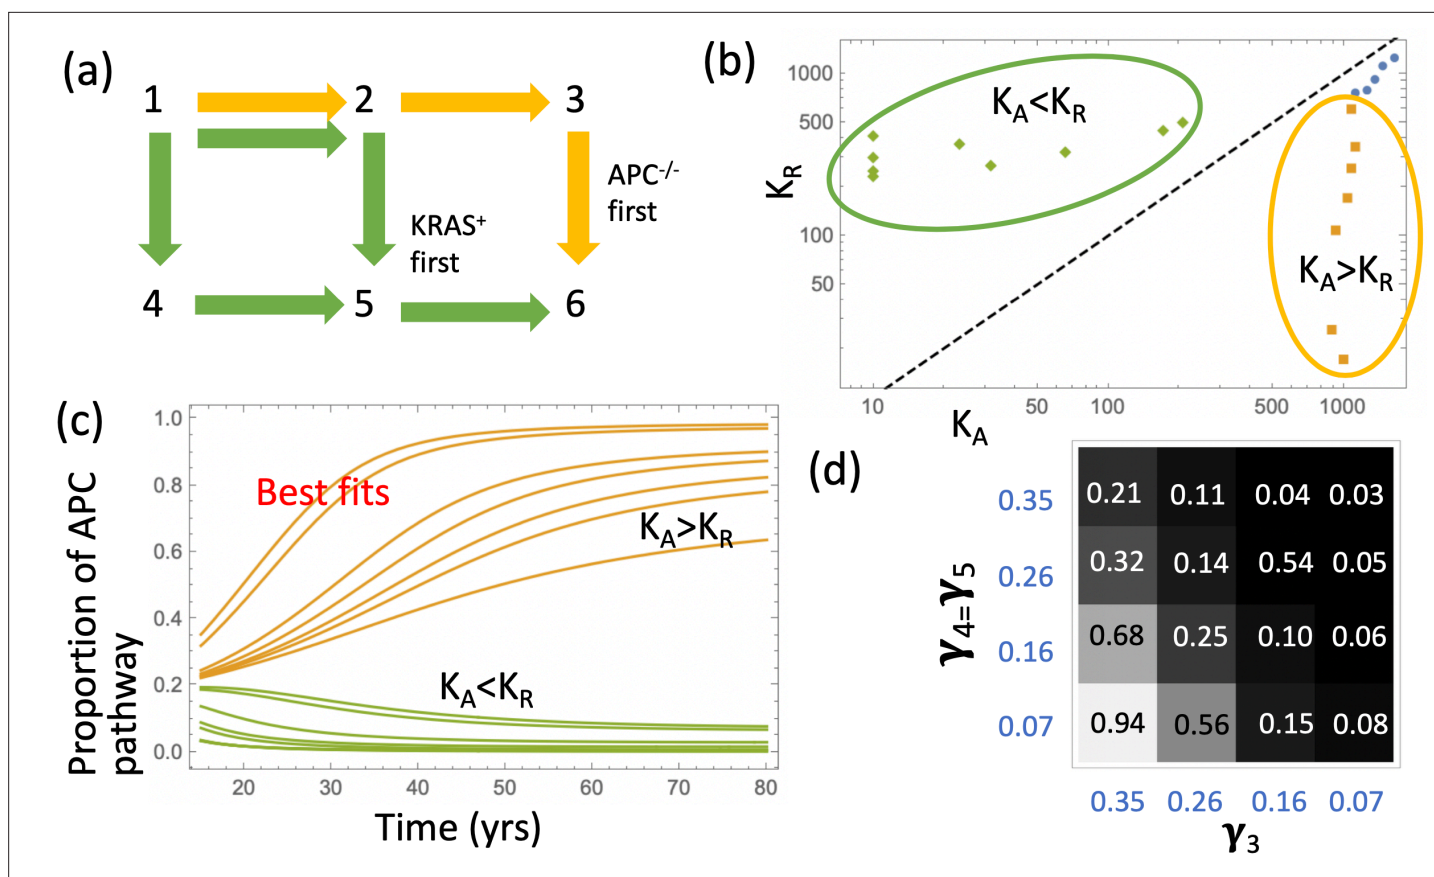 (a)
1 2 3
APC-/-
first
KRAS+
first
4 5 6
(b)
KA<KR
KA>KR
KR
1000
500
100
50
10 50 100 500 1000
KA
(c)
Best fits
KA>KR
KA<KR
Proportion of APC
pathway
1.0
0.8
0.6
0.4
0.2
0.0
20 30 40 50 60 70 80
Time (yrs)
(d)
γ4=γ5
0.35 0.21 0.11 0.04 0.03
0.26 0.32 0.14 0.54 0.05
0.16 0.68 0.25 0.10 0.06
0.07 0.94 0.56 0.15 0.08
0.35 0.26 0.16 0.07
γ3